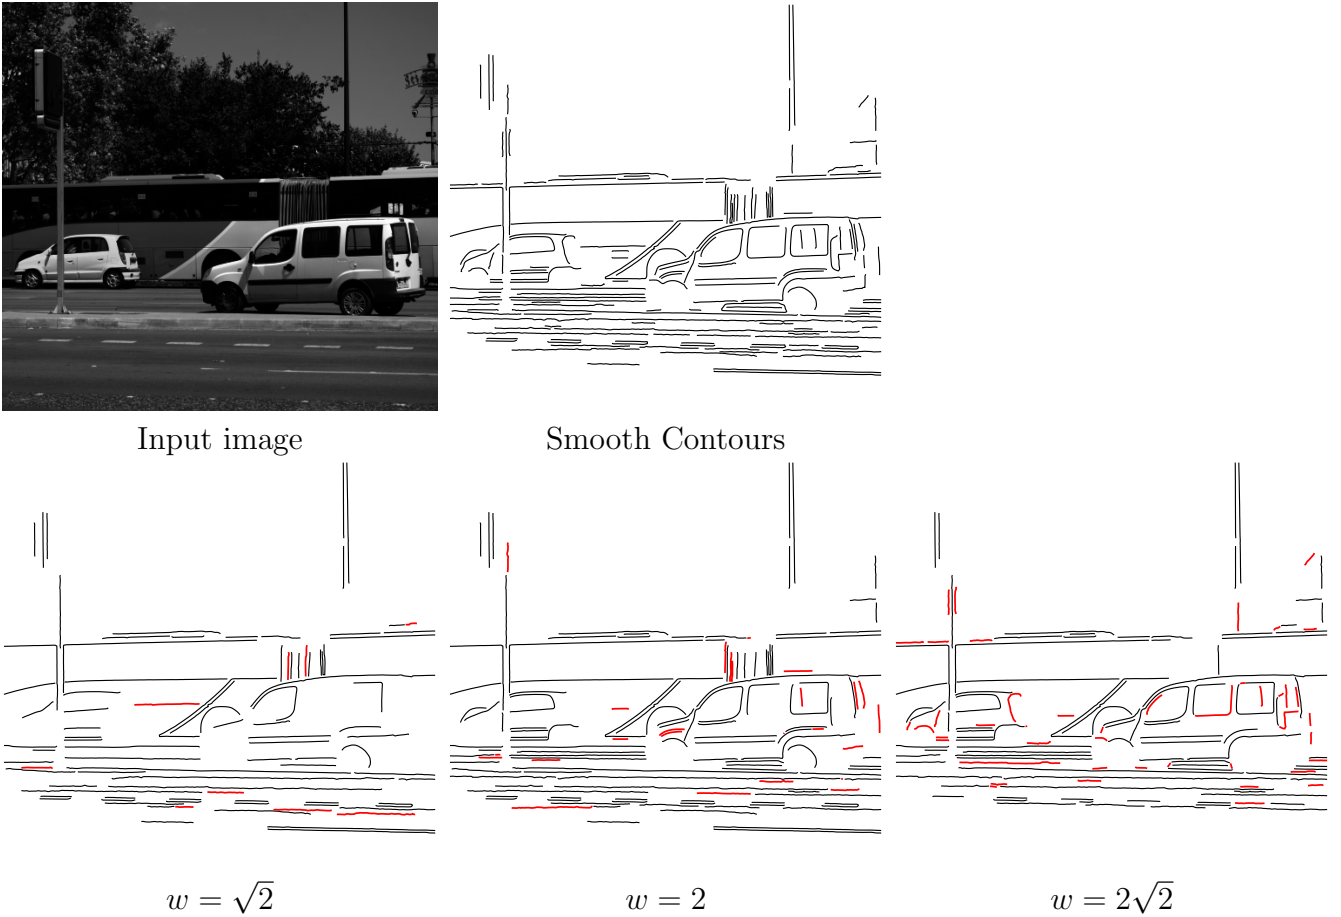 Input image
Smooth Contours
w = √2
w = 2
w = 2√2